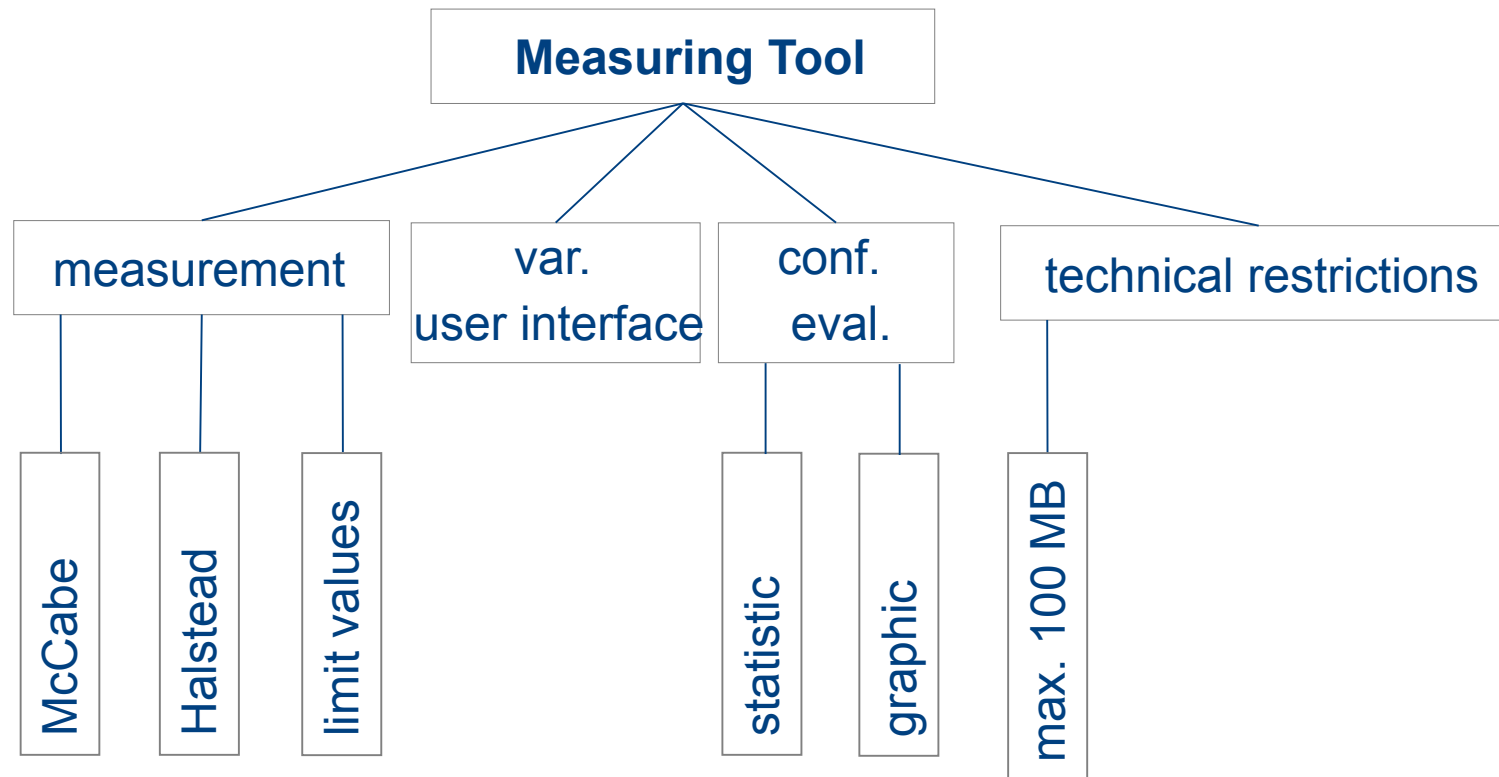 Measuring Tool
measurement
var.
user interface
conf.
eval.
technical restrictions
McCabe
Halstead
limit values
statistic
graphic
max. 100 MB